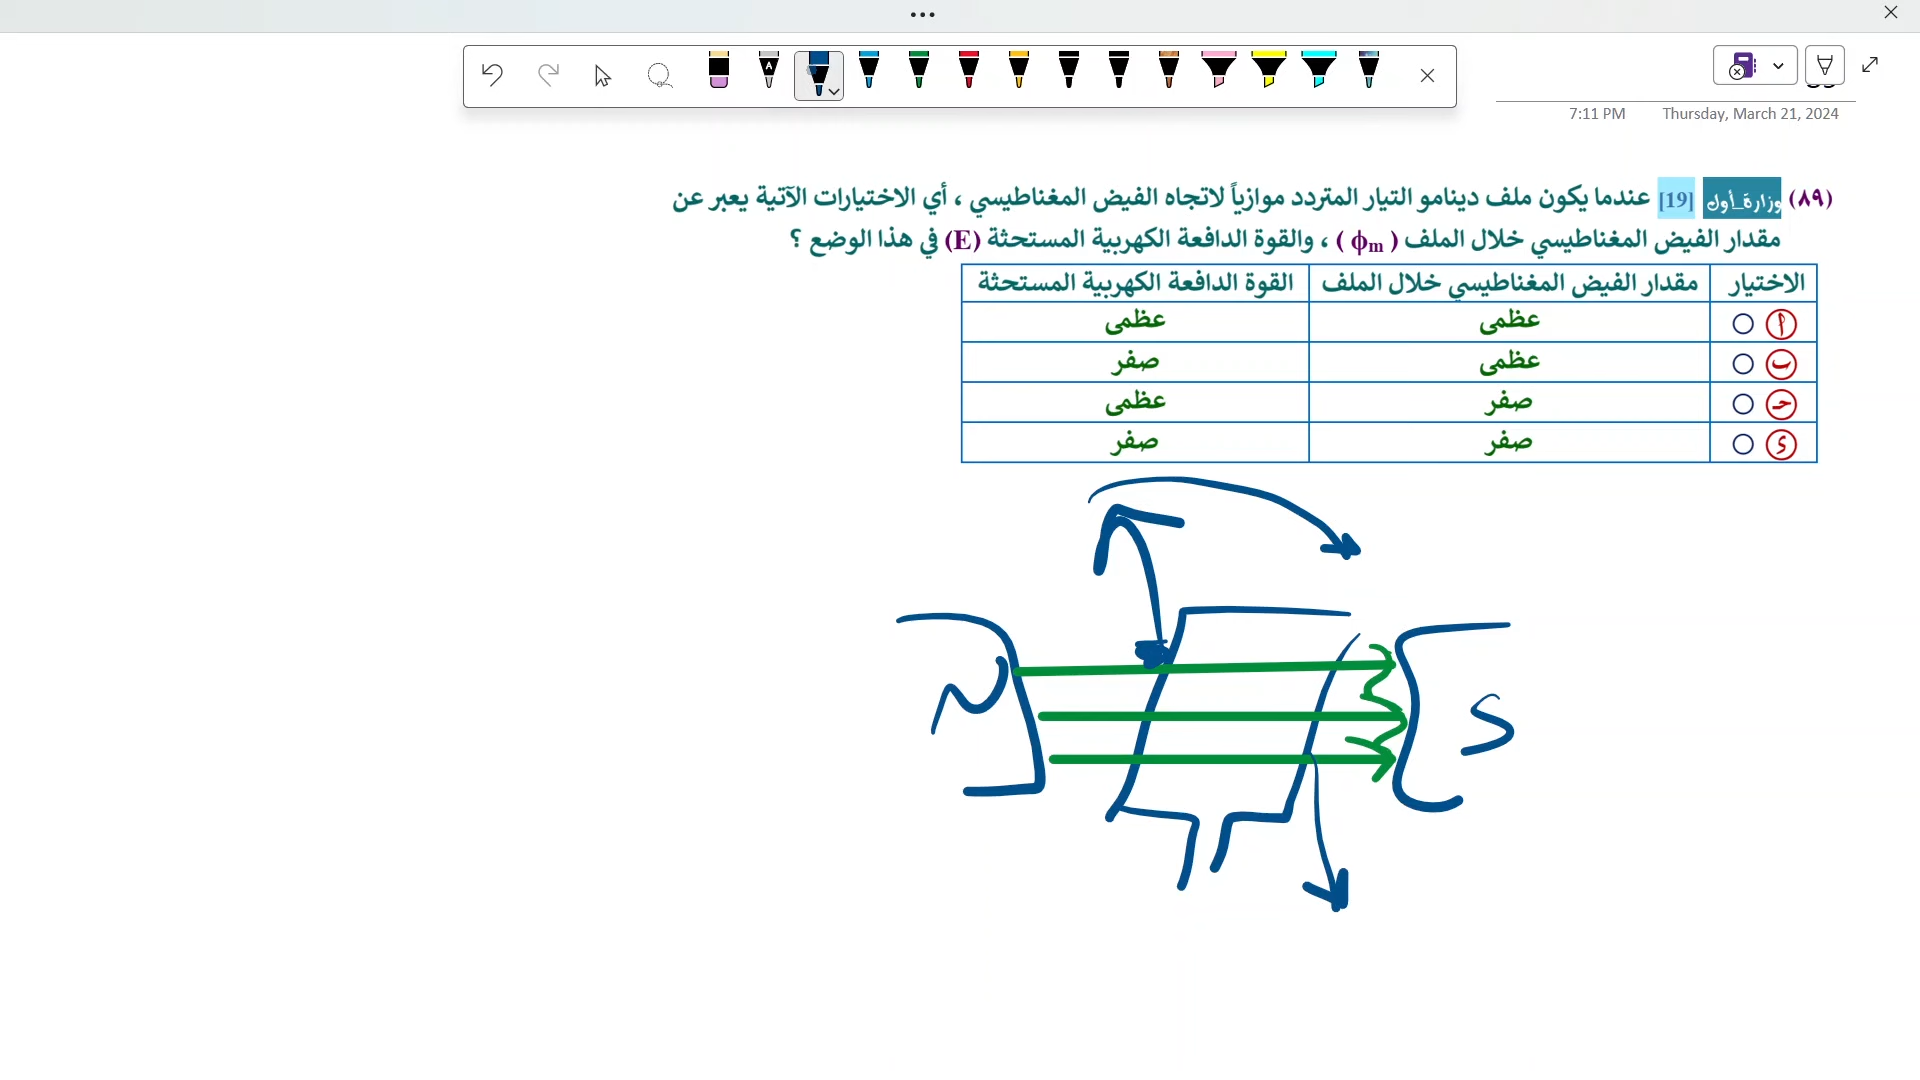 7:11 PM Thursday, March 21, 2024
(٨٩) وزارة_أول [19] عندما يكون ملف دينامو التيار المتردد موازياً لاتجاه الفيض المغناطيسي ، أي الاختيارات الآتية يعبر عن
مقدار الفيض المغناطيسي خلال الملف ( ϕm ) ، والقوة الدافعة الكهربية المستحثة (E) في هذا الوضع ؟
الاختيار مقدار الفيض المغناطيسي خلال الملف القوة الدافعة الكهربية المستحثة
أ عظمى عظمى
ب عظمى صفر
حـ صفر عظمى
د صفر صفر
N S